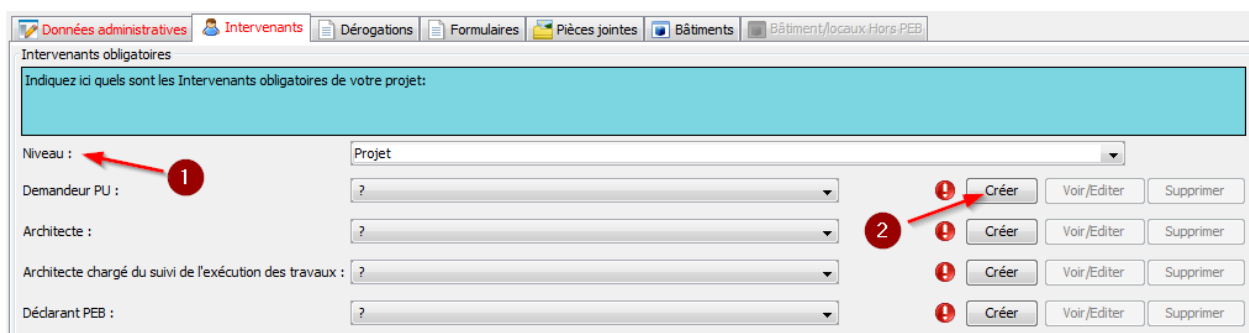 Données administratives Intervenants Dérogations Formulaires Pièces jointes Bâtiments Bâtiment/locaux Hors PEB
Intervenants obligatoires
Indiquez ici quels sont les Intervenants obligatoires de votre projet:
Niveau : Projet
1
Demandeur PU : ? Créer Voir/Editer Supprimer
2
Architecte : ? Créer Voir/Editer Supprimer
Architecte chargé du suivi de l'exécution des travaux : ? Créer Voir/Editer Supprimer
Déclarant PEB : ? Créer Voir/Editer Supprimer